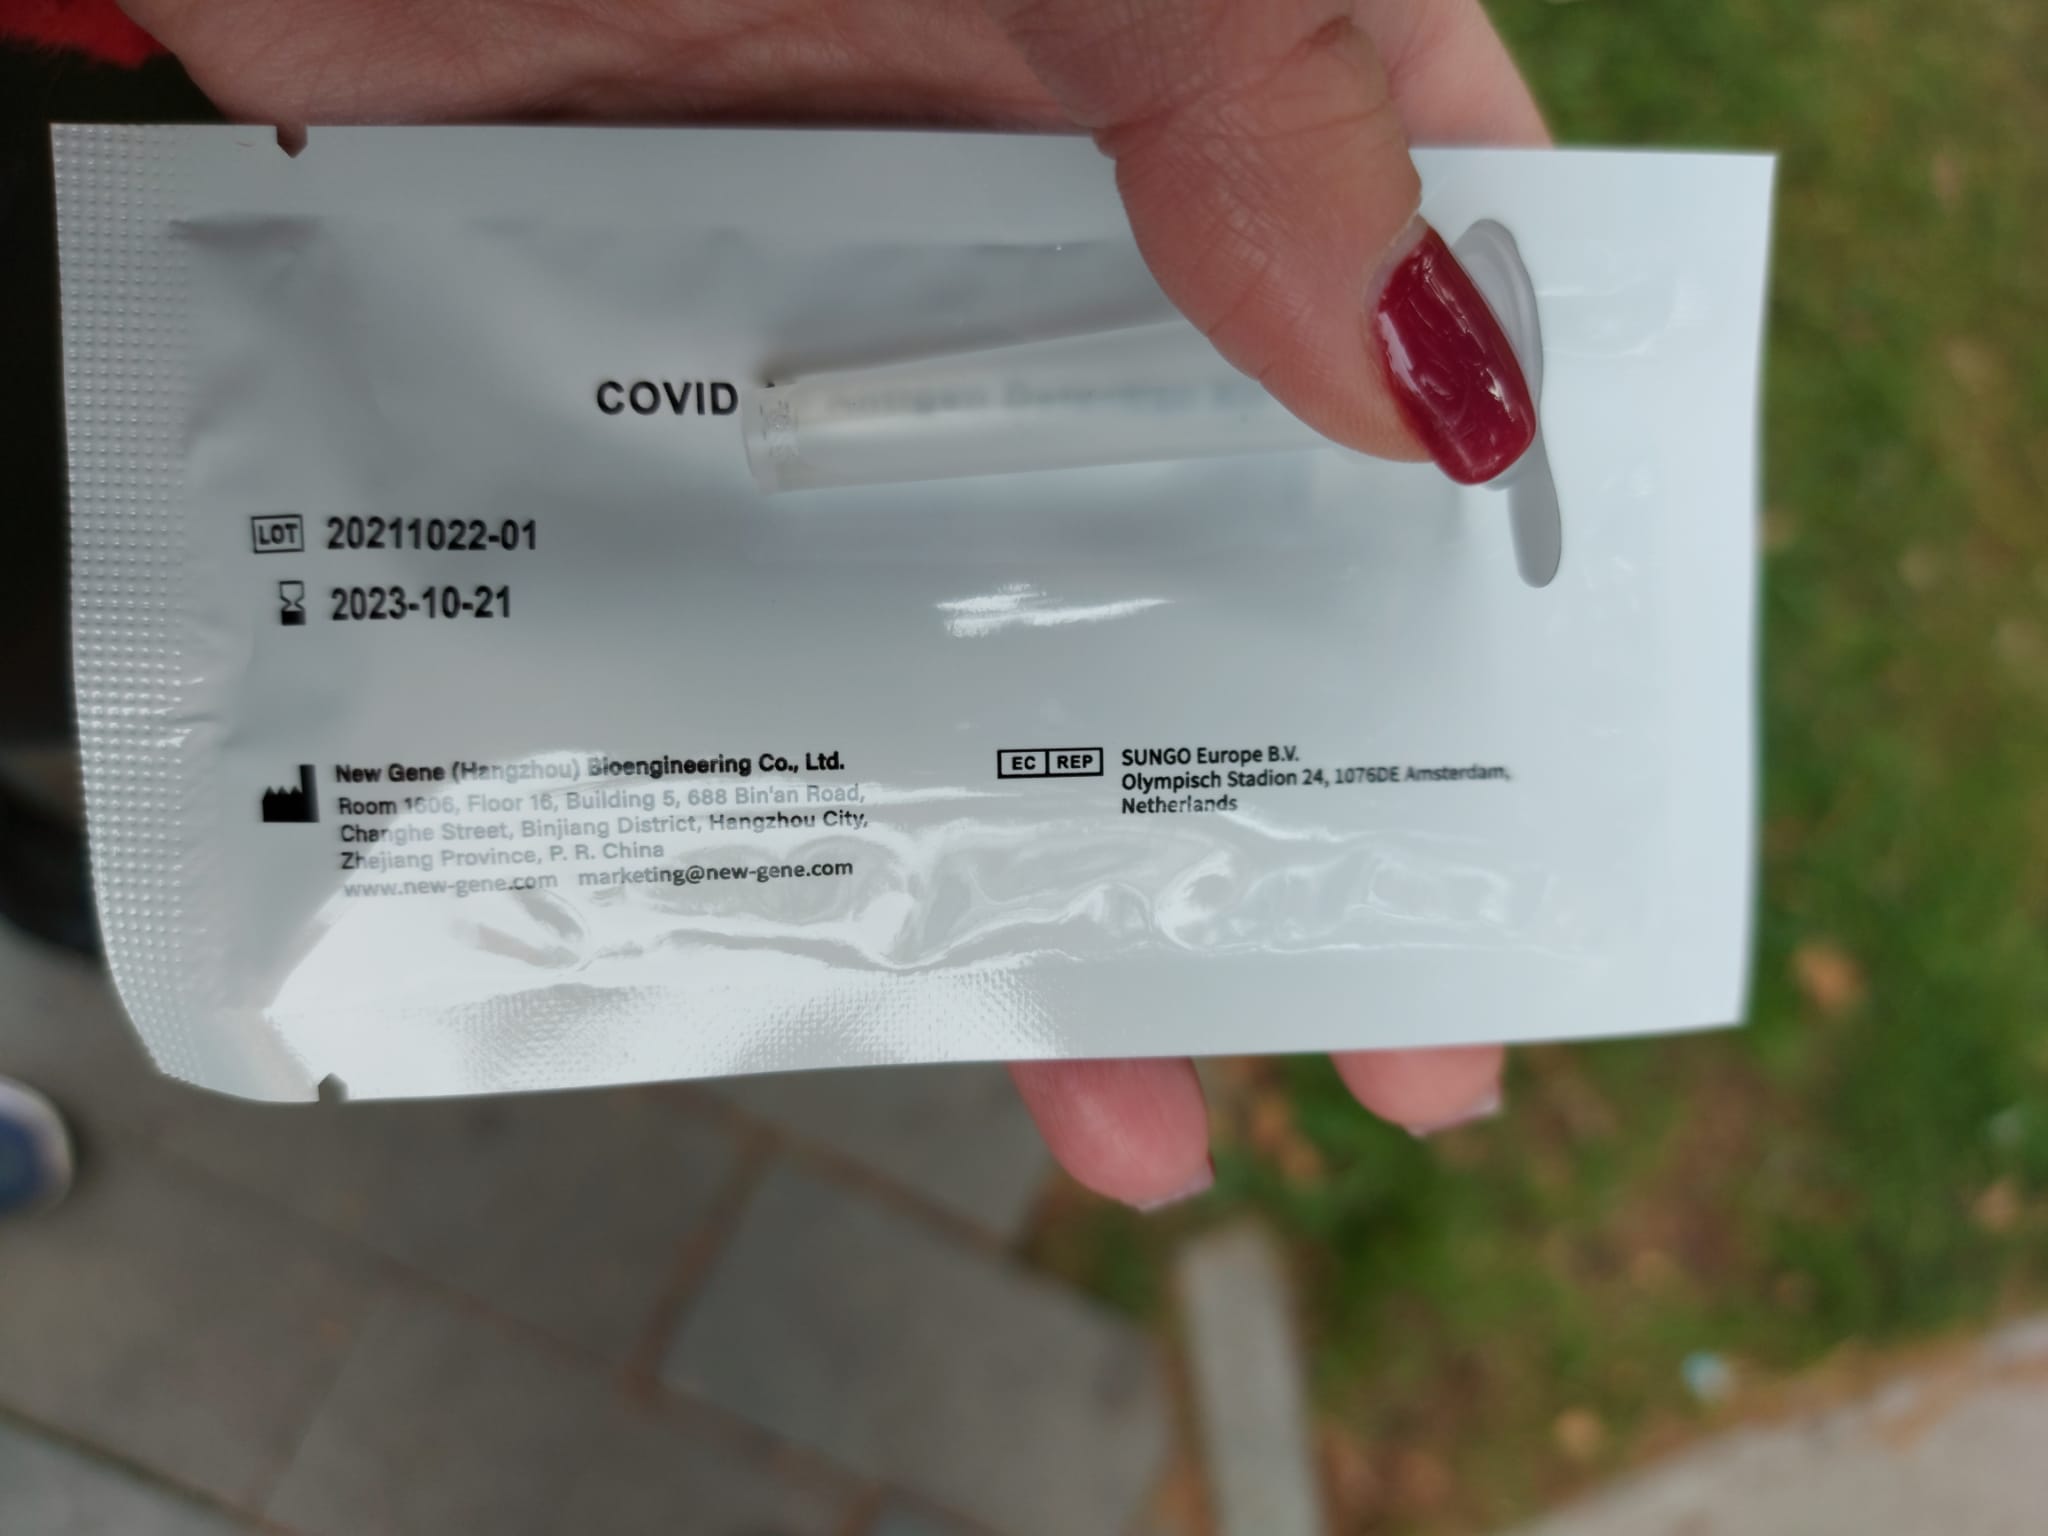 COVID
LOT 20211022-01
2023-10-21
New Gene (Hangzhou) Bioengineering Co., Ltd.
Room 1606, Floor 16, Building 5, 688 Bin'an Road,
Changhe Street, Binjiang District, Hangzhou City,
Zhejiang Province, P. R. China
www.new-gene.com marketing@new-gene.com
EC REP SUNGO Europe B.V.
Olympisch Stadion 24, 1076DE Amsterdam,
Netherlands